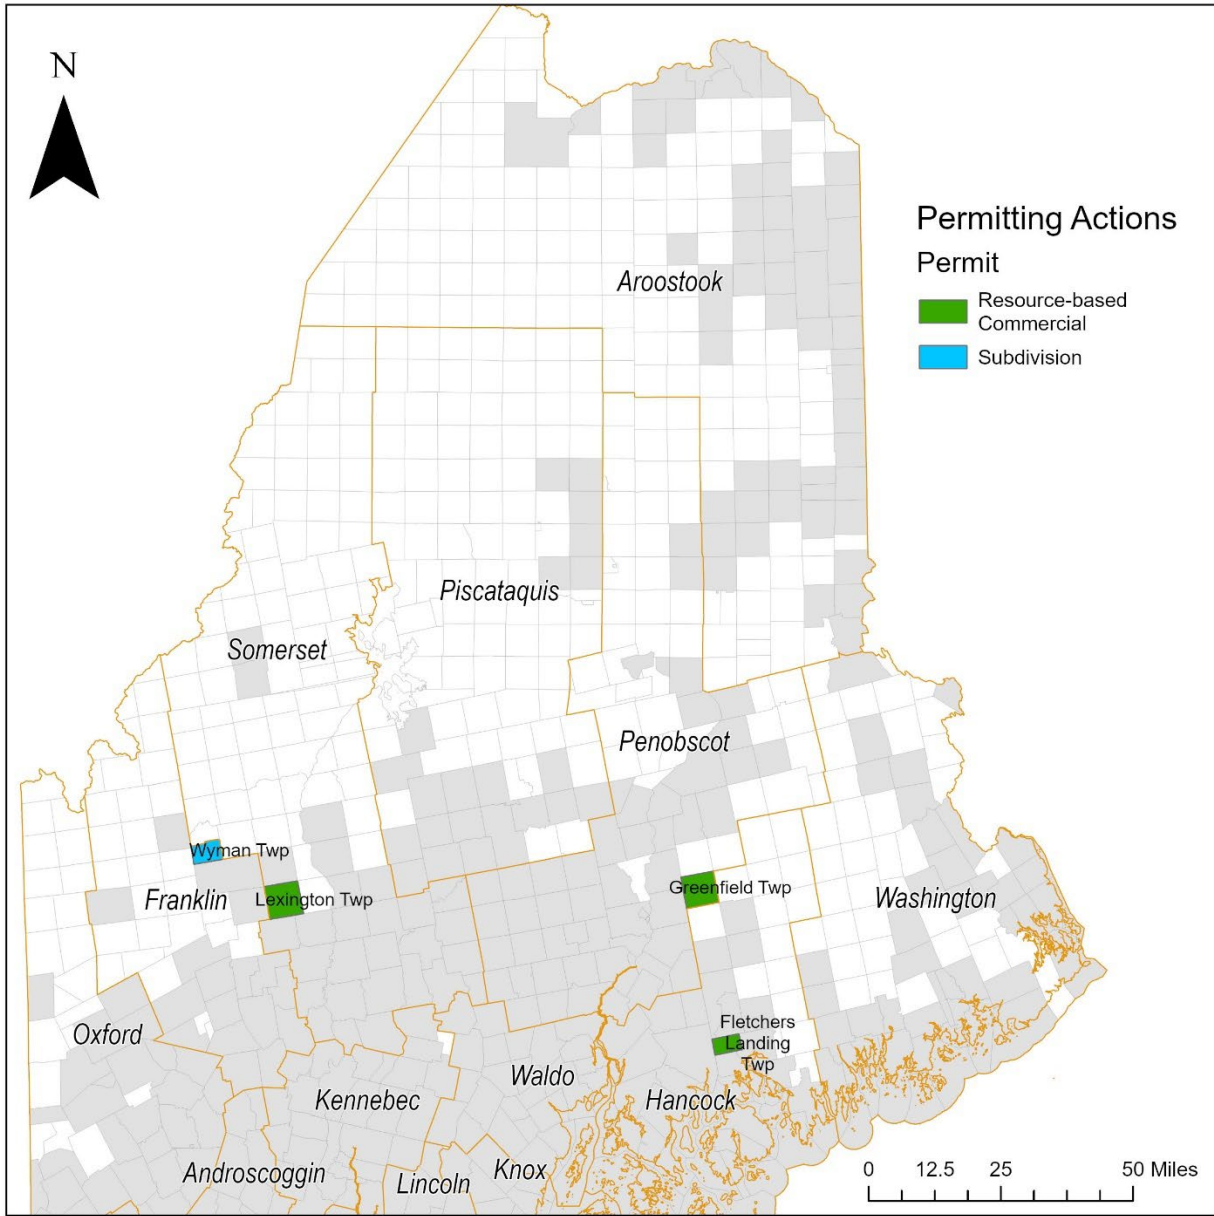 N
Permitting Actions
Permit
Resource-based
Commercial
Subdivision
Aroostook
Piscataquis
Somerset
Penobscot
Wyman Twp
Franklin
Lexington Twp
Greenfield Twp
Washington
Oxford
Fletchers
Landing
Twp
Waldo
Kennebec
Hancock
Androscoggin
Lincoln
Knox
0 12.5 25 50 Miles